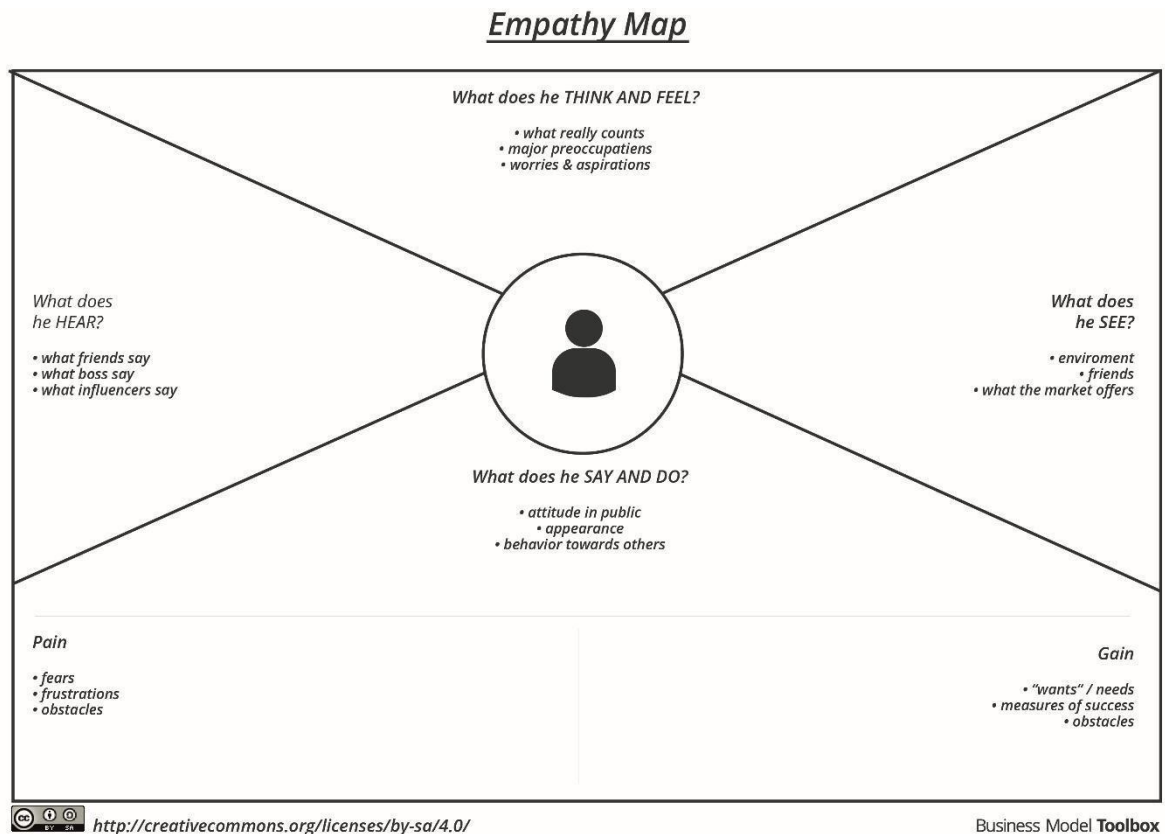 Empathy Map
What does he THINK AND FEEL?
• what really counts
• major preoccupatiens
• worries & aspirations
What does
he HEAR?
• what friends say
• what boss say
• what influencers say
What does
he SEE?
• enviroment
• friends
• what the market offers
What does he SAY AND DO?
• attitude in public
• appearance
• behavior towards others
Pain
• fears
• frustrations
• obstacles
Gain
• “wants” / needs
• measures of success
• obstacles
cc BY SA
http://creativecommons.org/licenses/by-sa/4.0/
Business Model Toolbox